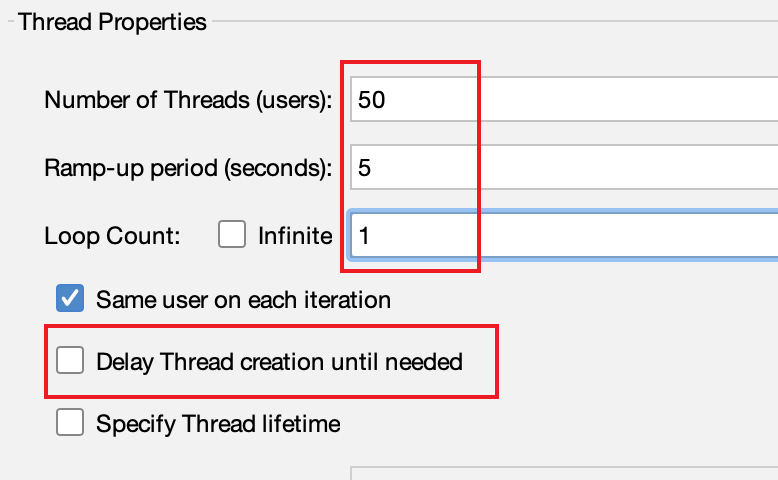 Thread Properties
Number of Threads (users): 50
Ramp-up period (seconds): 5
Loop Count: Infinite 1
Same user on each iteration
Delay Thread creation until needed
Specify Thread lifetime